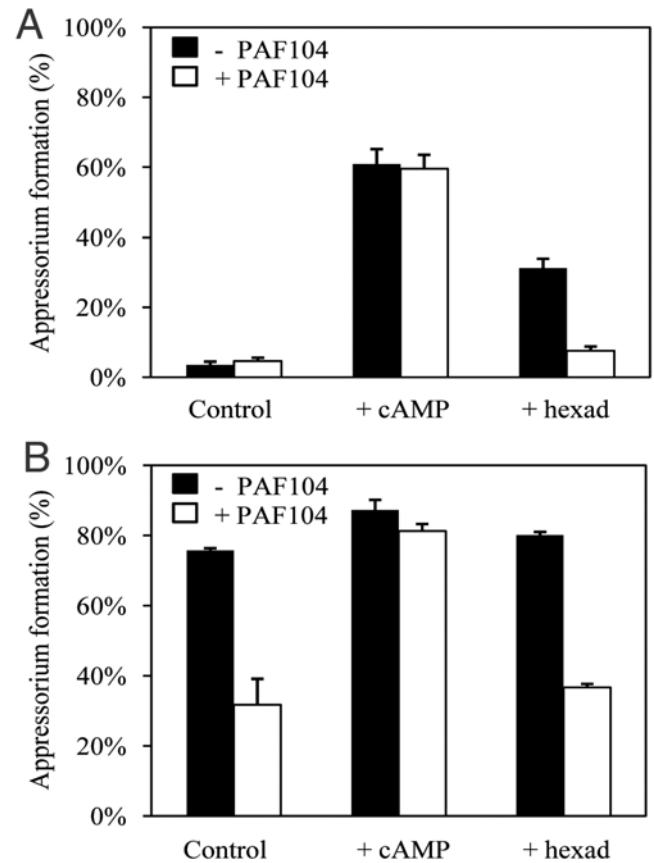 A
100%
80%
60%
40%
20%
0%
Appressorium formation (%)
- PAF104
+ PAF104
Control
+ cAMP
+ hexad
B
100%
80%
60%
40%
20%
0%
Appressorium formation (%)
- PAF104
+ PAF104
Control
+ cAMP
+ hexad